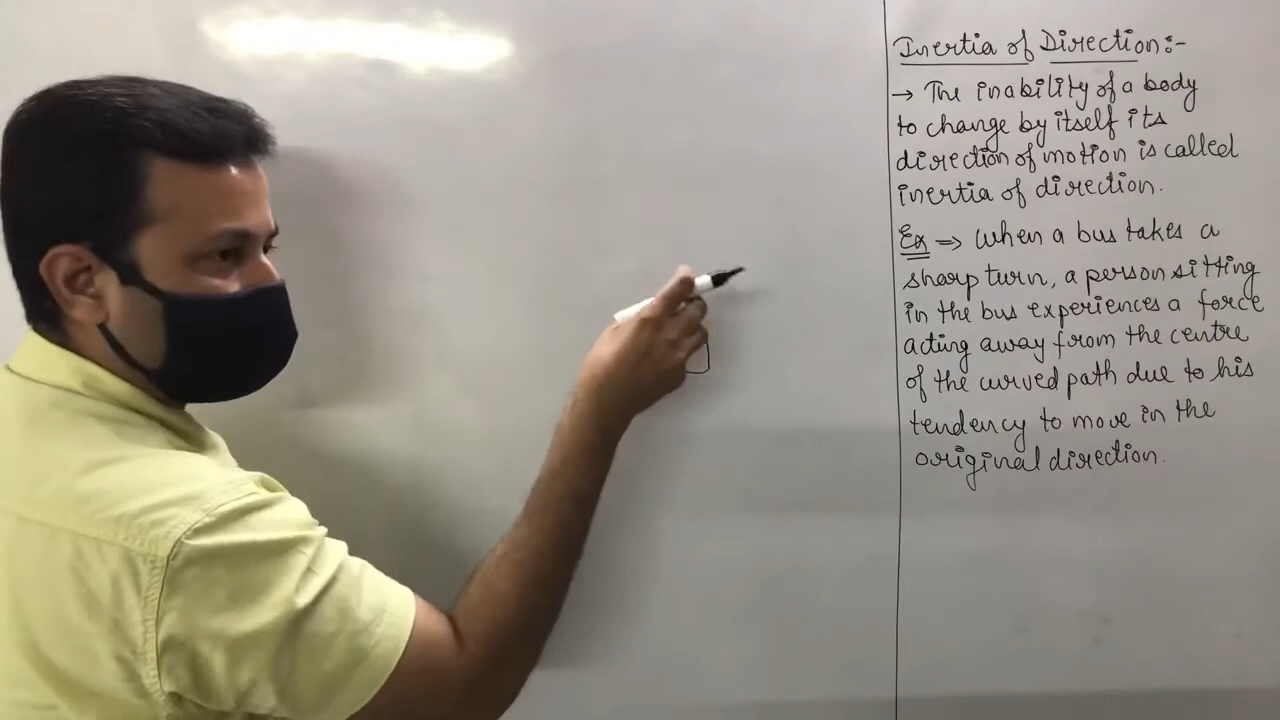 Inertia of Direction:-
→ The inability of a body
to change by itself its
direction of motion is called
inertia of direction.
Ex ⇒ When a bus takes a
sharp turn, a person sitting
in the bus experiences a force
acting away from the centre
of the curved path due to his
tendency to move in the
original direction.